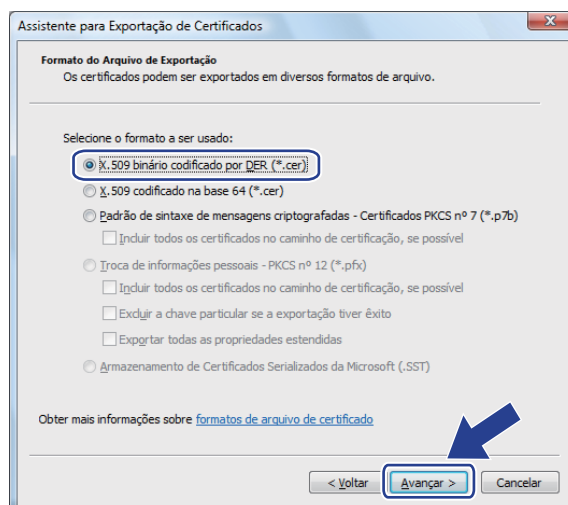 Assistente para Exportação de Certificados
Formato do Arquivo de Exportação
Os certificados podem ser exportados em diversos formatos de arquivo.
Selecione o formato a ser usado:
X.509 binário codificado por DER (*.cer)
X.509 codificado na base 64 (*.cer)
Padrão de sintaxe de mensagens criptografadas - Certificados PKCS nº 7 (*.p7b)
Incluir todos os certificados no caminho de certificação, se possível
Troca de informações pessoais - PKCS nº 12 (*.pfx)
Incluir todos os certificados no caminho de certificação, se possível
Excluir a chave particular se a exportação tiver êxito
Exportar todas as propriedades estendidas
Armazenamento de Certificados Serializados da Microsoft (.SST)
Obter mais informações sobre formatos de arquivo de certificado
< Voltar
Avançar >
Cancelar